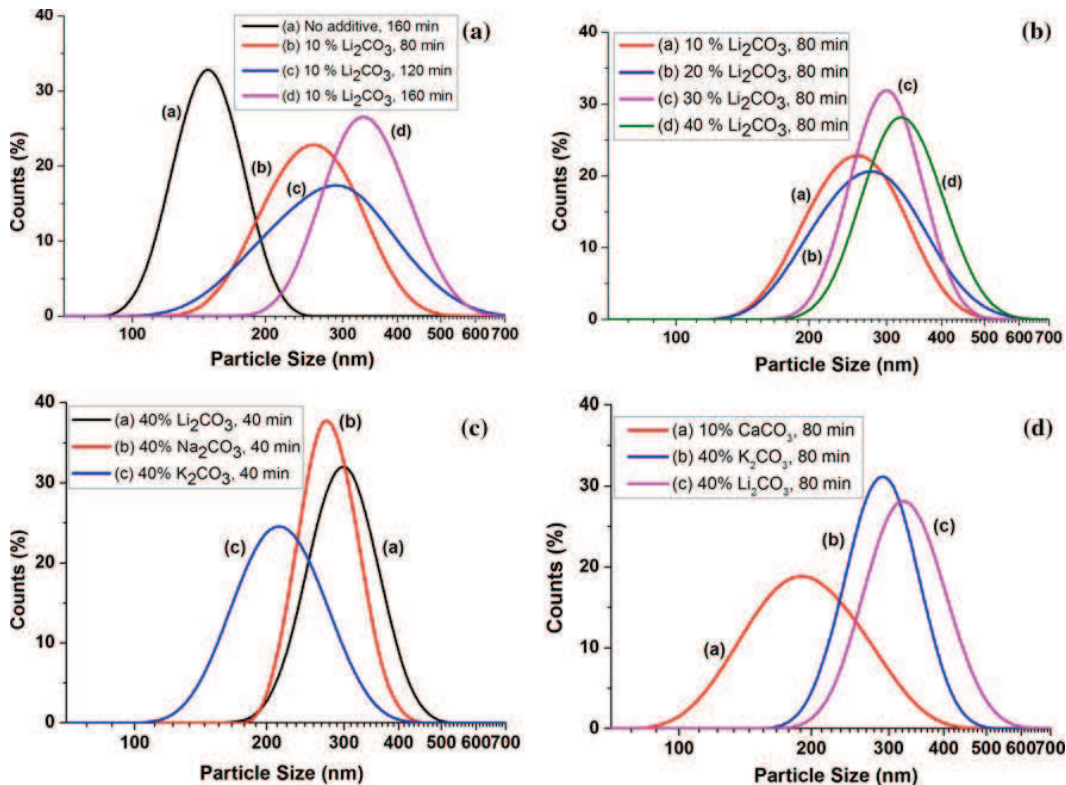 (a) No additive, 160 min
(b) 10 % Li2CO3, 80 min
(c) 10 % Li2CO3, 120 min
(d) 10 % Li2CO3, 160 min
(a)
(a)
(b)
(c)
(d)
40
30
20
10
0
Counts (%)
100
200
300
400
500
600
700
Particle Size (nm)
(a) 10 % Li2CO3, 80 min
(b) 20 % Li2CO3, 80 min
(c) 30 % Li2CO3, 80 min
(d) 40 % Li2CO3, 80 min
(b)
(c)
(a)
(d)
(b)
40
30
20
10
0
Counts (%)
100
200
300
400
500
600
700
Particle Size (nm)
(a) 40% Li2CO3, 40 min
(b) 40% Na2CO3, 40 min
(c) 40% K2CO3, 40 min
(c)
(b)
(c)
(a)
40
30
20
10
0
Counts (%)
100
200
300
400
500
600
700
Particle Size (nm)
(a) 10% CaCO3, 80 min
(b) 40% K2CO3, 80 min
(c) 40% Li2CO3, 80 min
(d)
(b)
(c)
(a)
40
30
20
10
0
Counts (%)
100
200
300
400
500
600
700
Particle Size (nm)